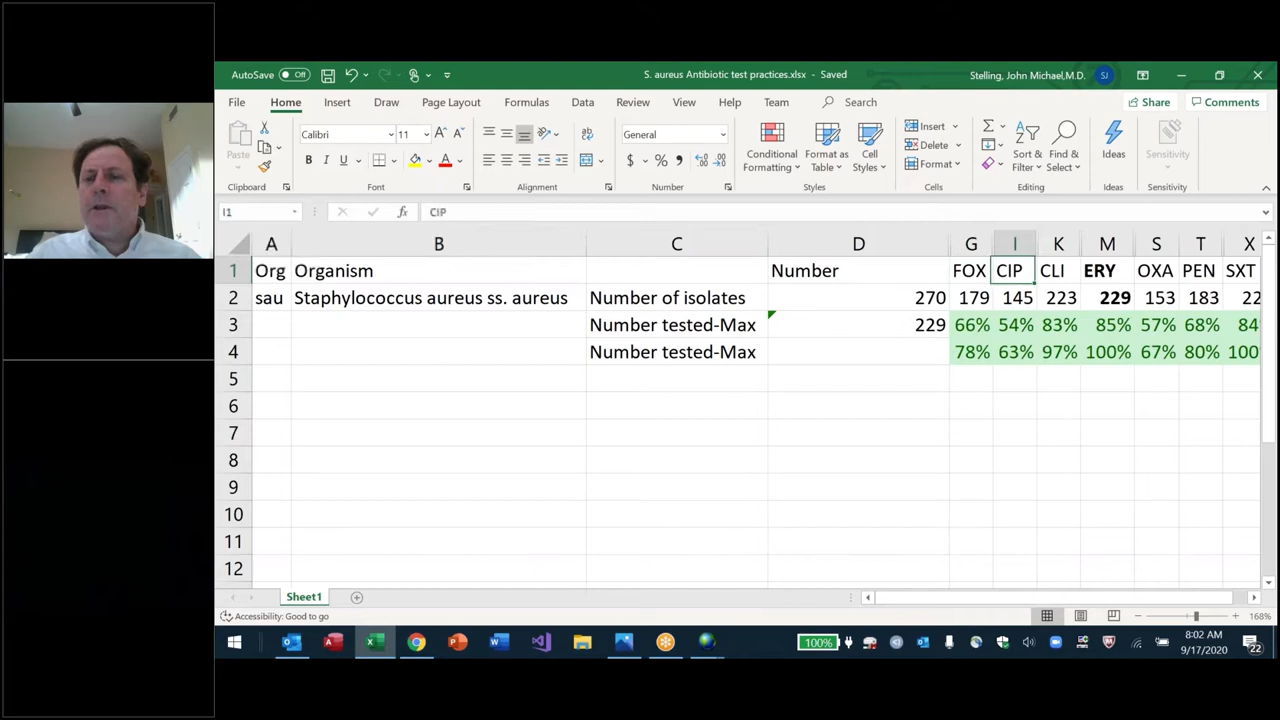 AutoSave Off
S. aureus Antibiotic test practices.xlsx - Saved
Stelling, John Michael,M.D. SJ
File Home Insert Draw Page Layout Formulas Data Review View Help Team Search Share Comments
Paste
Calibri 11
General
Conditional Formatting
Format as Table
Cell Styles
Insert
Delete
Format
Sort & Filter
Find & Select
Ideas
Sensitivity
Clipboard Font Alignment Number Styles Cells Editing Ideas Sensitivity
I1 fx CIP
A B C D G I K M S T X
1 Org Organism Number FOX CIP CLI ERY OXA PEN SXT
2 sau Staphylococcus aureus ss. aureus Number of isolates 270 179 145 223 229 153 183 22
3 Number tested-Max 229 66% 54% 83% 85% 57% 68% 84
4 Number tested-Max 78% 63% 97% 100% 67% 80% 100
5
6
7
8
9
10
11
12
Sheet1
Accessibility: Good to go 168%
100% 8:02 AM
9/17/2020 22